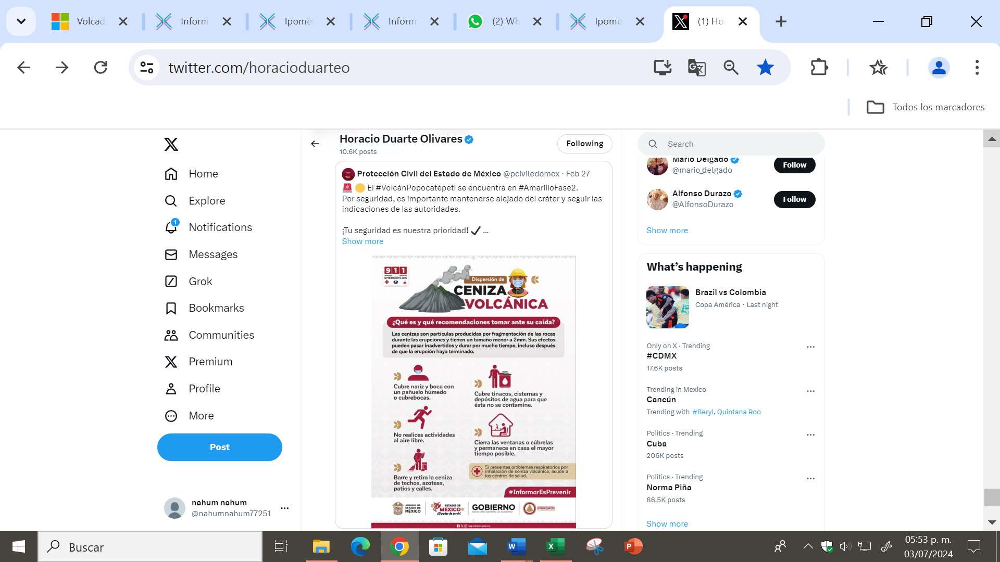 Volcad
Inform
Ipome
Inform
(2) Wh
Ipome
(1) Ho
twitter.com/horacioduarteo
Todos los marcadores
Home
Explore
1
Notifications
Messages
Grok
Bookmarks
Communities
Premium
Profile
More
Post
nahum nahum
@nahumnahum77251
Horacio Duarte Olivares
10.6K posts
Following
Protección Civil del Estado de México @pciviledomex · Feb 27
El #VolcánPopocatépetl se encuentra en #AmarilloFase2.
Por seguridad, es importante mantenerse alejado del cráter y seguir las
indicaciones de las autoridades.
¡Tu seguridad es nuestra prioridad! ✔ ...
Show more
911
EMERGENCIAS
Dispersión de
CENIZA
VOLCÁNICA
¿Qué es y qué recomendaciones tomar ante su caída?
Las cenizas son partículas producidas por fragmentación de las rocas
durante las erupciones y tienen un tamaño menor a 2mm. Sus efectos
pueden pasar inadvertidos y durar por mucho tiempo, incluso después
de que la erupción haya terminado.
Cubre nariz y boca con
un pañuelo húmedo
o cubrebocas.
Cubre tinacos, cisternas y
depósitos de agua para que
ésta no se contamine.
No realices actividades
al aire libre.
Cierra las ventanas o cúbrelas
y permanece en casa el mayor
tiempo posible.
Barre y retira la ceniza
de techos, azoteas,
patios y calles.
Si presentas problemas respiratorios por
inhalación de ceniza volcánica, acude a
los centros de salud.
#InformarEsPrevenir
GOBIERNO DEL
ESTADO DE
MÉXICO
ESTADO DE
MÉXICO
¡El poder de servir!
GOBIERNO
SECRETARÍA GENERAL DE GOBIERNO
Search
Mario Delgado
@mario_delgado
Follow
Alfonso Durazo
@AlfonsoDurazo
Follow
Show more
What's happening
Brazil vs Colombia
Copa América · Last night
Only on X · Trending
#CDMX
17.6K posts
Trending in Mexico
Cancún
Trending with #Beryl, Quintana Roo
Politics · Trending
Cuba
206K posts
Politics · Trending
Norma Piña
86.5K posts
Show more
Buscar
05:53 p. m.
03/07/2024